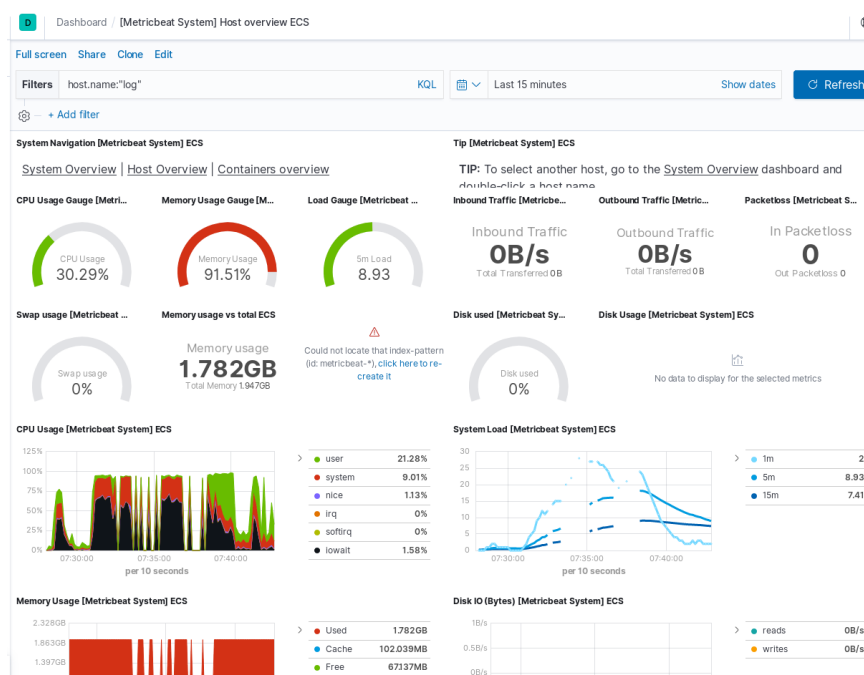 D Dashboard / [Metricbeat System] Host overview ECS
Full screen Share Clone Edit
Filters host.name:"log" KQL Last 15 minutes Show dates Refresh
+ Add filter
System Navigation [Metricbeat System] ECS
System Overview | Host Overview | Containers overview
Tip [Metricbeat System] ECS
TIP: To select another host, go to the System Overview dashboard and
double-click a host name
CPU Usage Gauge [Metri...
CPU Usage
30.29%
Memory Usage Gauge [M...
Memory Usage
91.51%
Load Gauge [Metricbeat ...
5m Load
8.93
Inbound Traffic [Metricbe...
Inbound Traffic
0B/s
Total Transferred 0B
Outbound Traffic [Metric...
Outbound Traffic
0B/s
Total Transferred 0B
Packetloss [Metricbeat S...
In Packetloss
0
Out Packetloss 0
Swap usage [Metricbeat ...
Swap usage
0%
Memory usage vs total ECS
Memory usage
1.782GB
Total Memory 1.947GB
Could not locate that index-pattern
(id: metricbeat-*), click here to re-
create it
Disk used [Metricbeat Sy...
Disk used
0%
Disk Usage [Metricbeat System] ECS
No data to display for the selected metrics
CPU Usage [Metricbeat System] ECS
125%
100%
75%
50%
25%
0%
07:30:00 07:35:00 07:40:00
per 10 seconds
user 21.28%
system 9.01%
nice 1.13%
irq 0%
softirq 0%
iowait 1.58%
System Load [Metricbeat System] ECS
30
25
20
15
10
5
0
07:30:00 07:35:00 07:40:00
per 10 seconds
1m 2
5m 8.93
15m 7.41
Memory Usage [Metricbeat System] ECS
2.328GB
1.863GB
1.397GB
Used 1.782GB
Cache 102.039MB
Free 67.137MB
Disk IO (Bytes) [Metricbeat System] ECS
1B/s
0.5B/s
0B/s
reads 0B/s
writes 0B/s